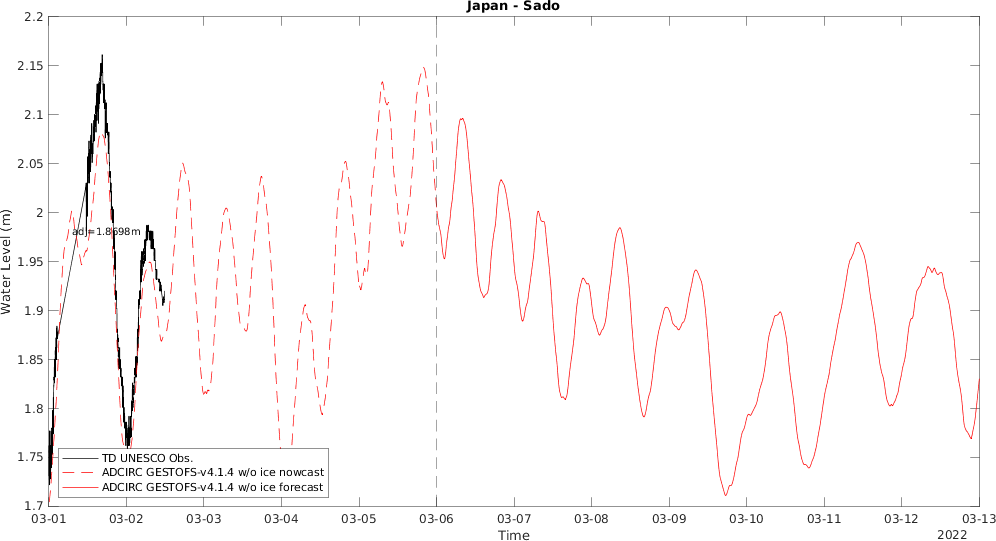 Japan - Sado
2.2
2.15
2.1
2.05
2
1.95
1.9
1.85
1.8
1.75
1.7
Water Level (m)
adj=1.8698m
TD UNESCO Obs.
ADCIRC GESTOFS-v4.1.4 w/o ice nowcast
ADCIRC GESTOFS-v4.1.4 w/o ice forecast
03-01 03-02 03-03 03-04 03-05 03-06 03-07 03-08 03-09 03-10 03-11 03-12 03-13
Time
2022